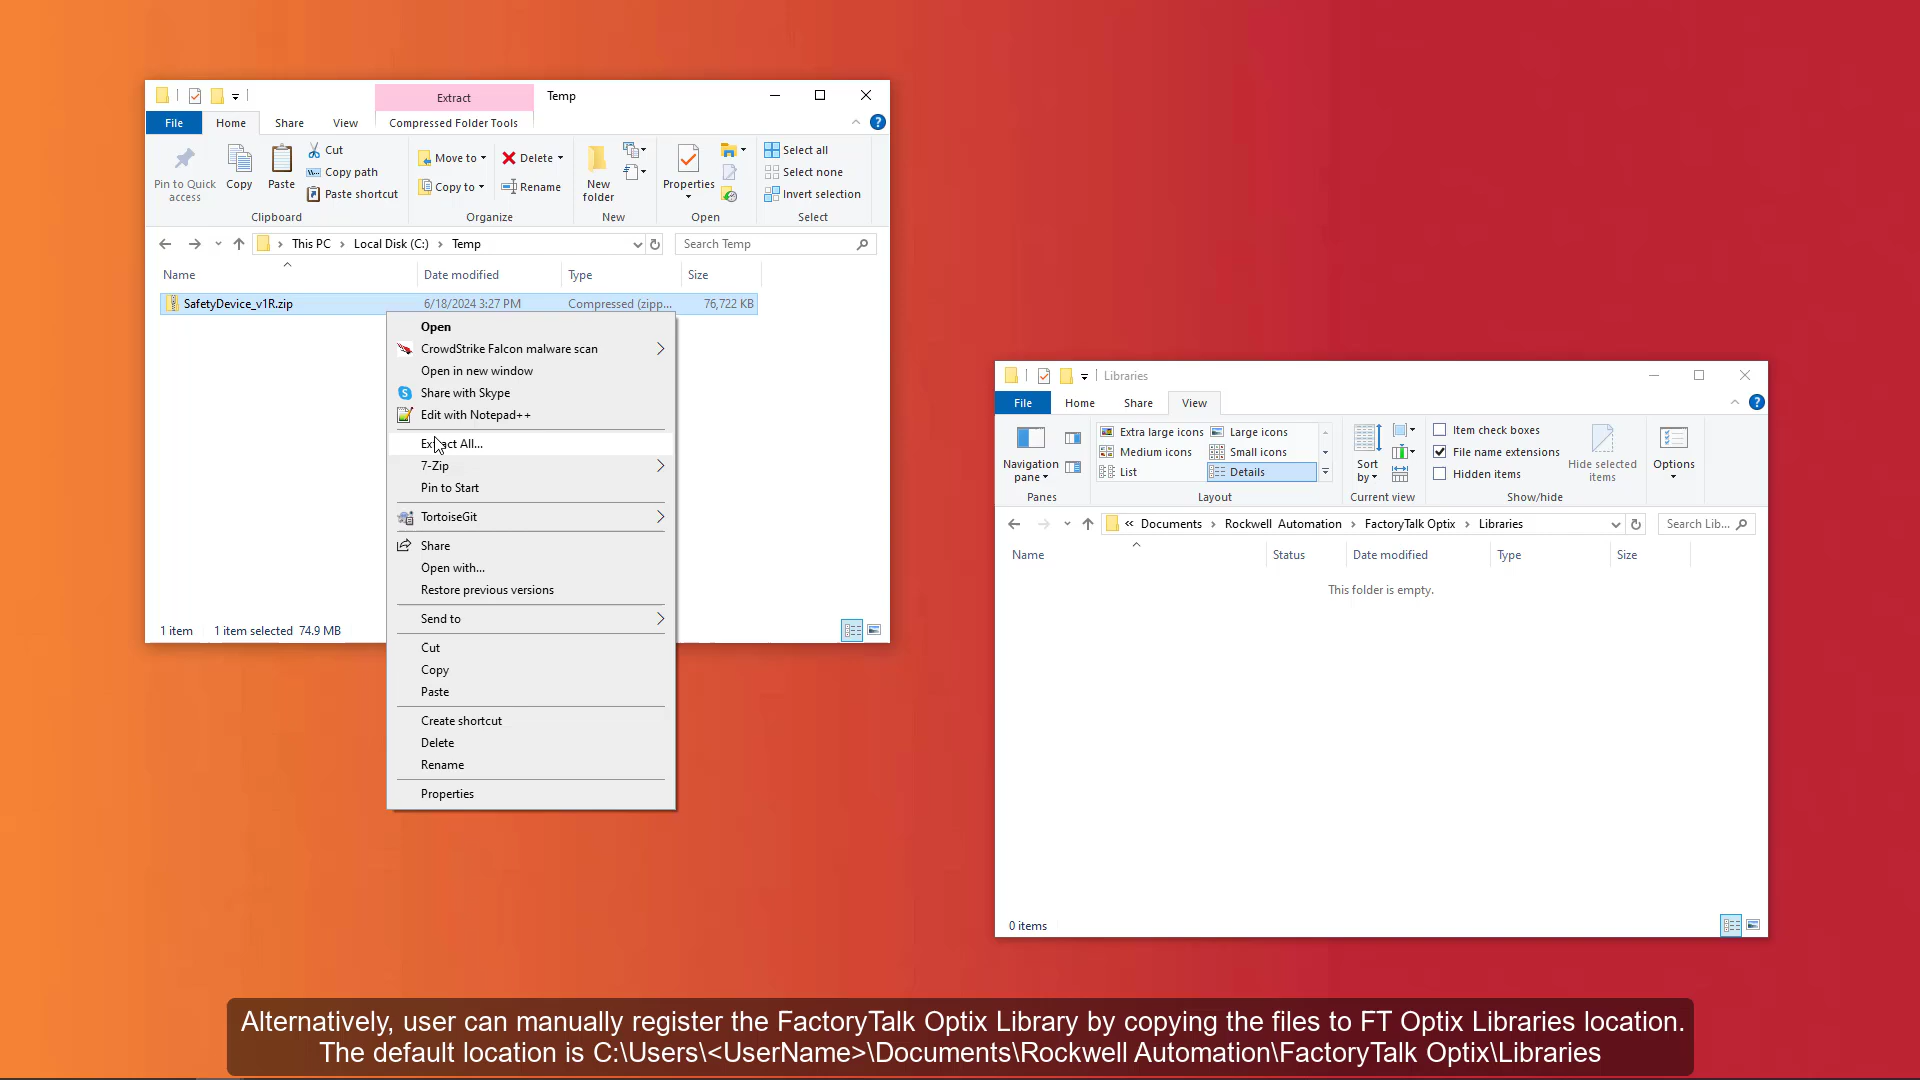 Extract
Temp
File
Home
Share
View
Compressed Folder Tools
Pin to Quick access
Copy
Paste
Cut
Copy path
Paste shortcut
Clipboard
Move to
Copy to
Delete
Rename
Organize
New folder
New
Properties
Open
Select all
Select none
Invert selection
Select
This PC
Local Disk (C:)
Temp
Search Temp
Name
Date modified
Type
Size
SafetyDevice_v1R.zip
6/18/2024 3:27 PM
Compressed (zipp...
76,722 KB
Open
CrowdStrike Falcon malware scan
Open in new window
Share with Skype
Edit with Notepad++
Extract All...
7-Zip
Pin to Start
TortoiseGit
Share
Open with...
Restore previous versions
Send to
Cut
Copy
Paste
Create shortcut
Delete
Rename
Properties
1 item
1 item selected 74.9 MB
Libraries
File
Home
Share
View
Navigation pane
Panes
Extra large icons
Large icons
Medium icons
Small icons
List
Details
Layout
Sort by
Current view
Item check boxes
File name extensions
Hidden items
Hide selected items
Show/hide
Options
« Documents
Rockwell Automation
FactoryTalk Optix
Libraries
Search Lib...
Name
Status
Date modified
Type
Size
This folder is empty.
0 items
Alternatively, user can manually register the FactoryTalk Optix Library by copying the files to FT Optix Libraries location.
The default location is C:\Users\<UserName>\Documents\Rockwell Automation\FactoryTalk Optix\Libraries